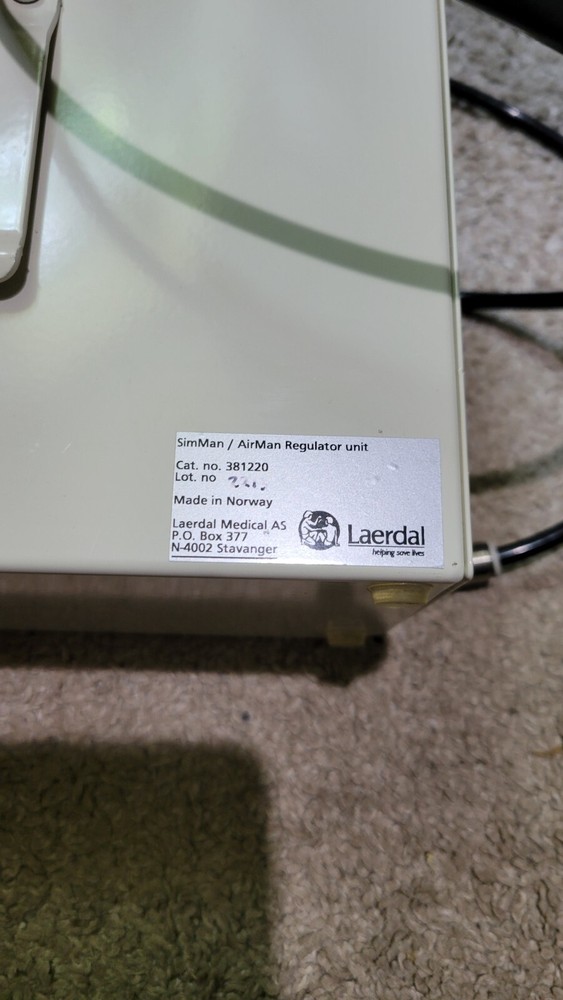 SimMan / AirMan Regulator unit
Cat. no. 381220
Lot. no
Made in Norway
Laerdal Medical AS
P.O. Box 377
N-4002 Stavanger
Laerdal
helping save lives